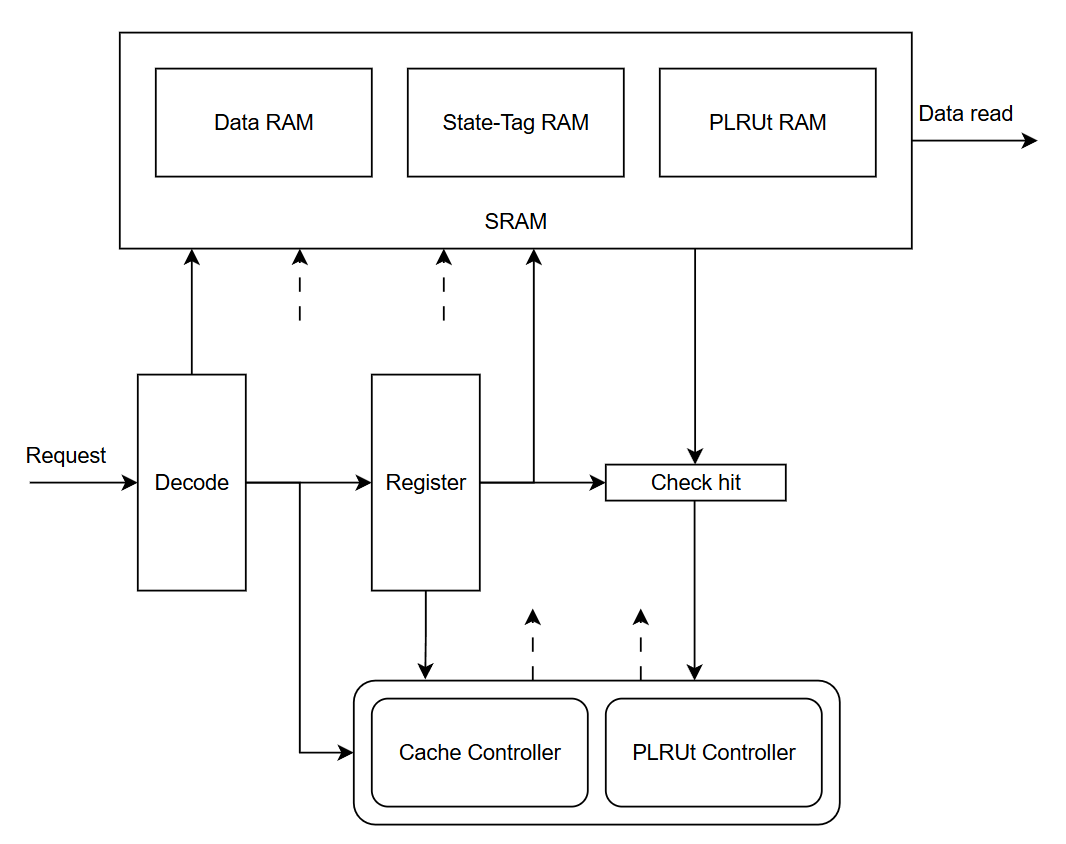 Data RAM
State-Tag RAM
PLRUt RAM
Data read
SRAM
Request
Decode
Register
Check hit
Cache Controller
PLRUt Controller